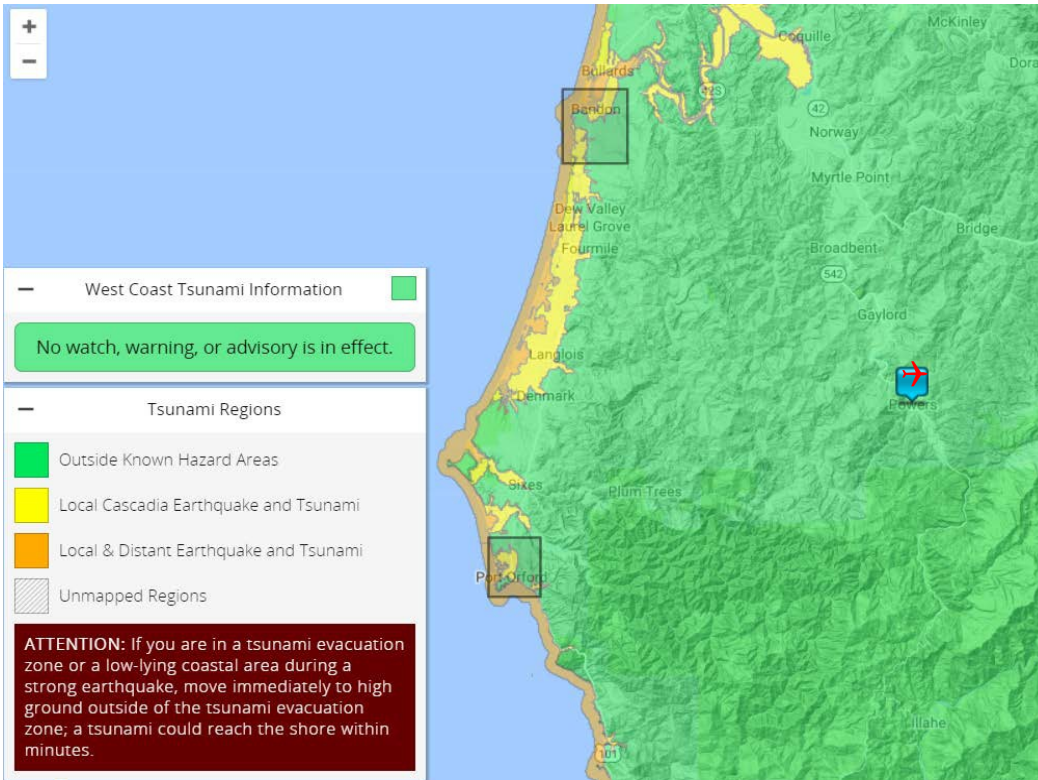 +
McKinley
Coquille
Dora
−
Bullards
42S
Bandon
42
Norway
Myrtle Point
Dew Valley
Laurel Grove
Bridge
Fourmile
Broadbent
542
− West Coast Tsunami Information
Gaylord
No watch, warning, or advisory is in effect.
Langlois
Denmark
Powers
− Tsunami Regions
Outside Known Hazard Areas
Sixes
Plum Trees
Local Cascadia Earthquake and Tsunami
Local & Distant Earthquake and Tsunami
Port Orford
Unmapped Regions
ATTENTION: If you are in a tsunami evacuation
zone or a low-lying coastal area during a
strong earthquake, move immediately to high
ground outside of the tsunami evacuation
zone; a tsunami could reach the shore within
minutes.
Illahe
101